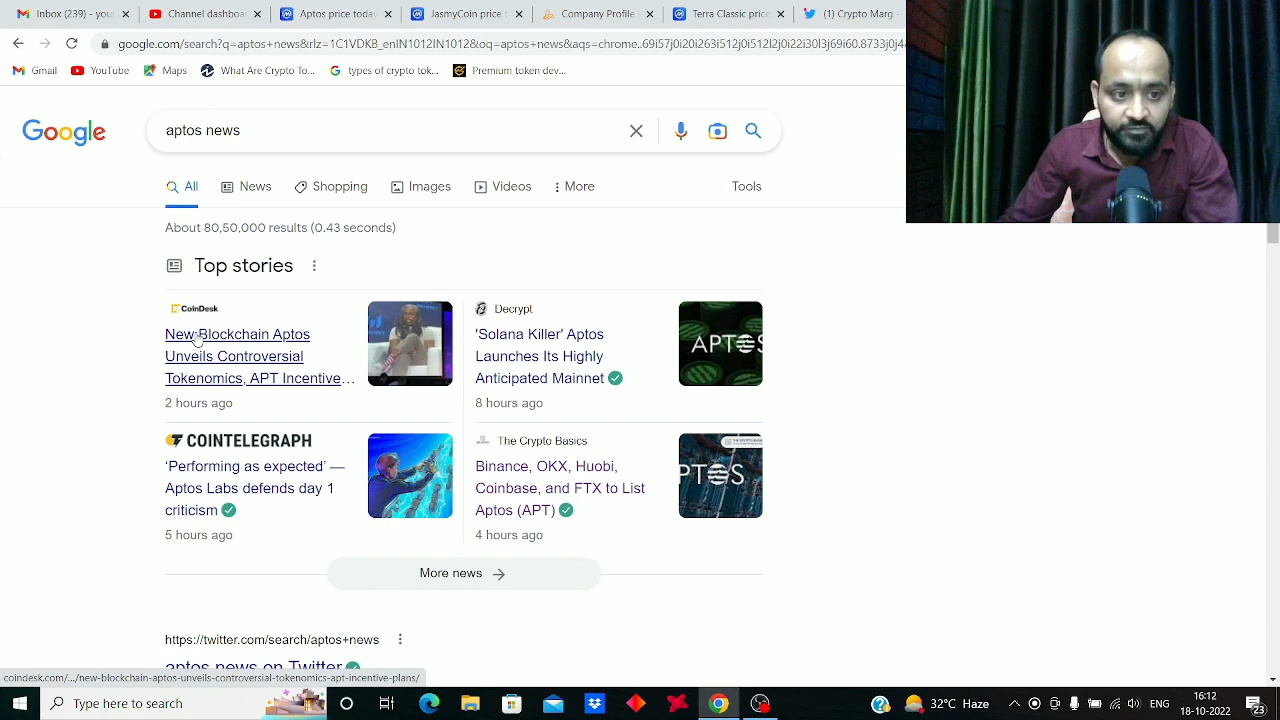 Inbox (239) - you
channel dashboa
Aptos price today
Jasmycoin price t
Company Profile
Terra Classic pric
(1) Crypto Marg
google.com/search?q=aptos+news&rlz=1C1VDKB_enIN1012IN1013&oq=aptos+news&aqs=chrome.
Gmail
YouTube
Maps
What Are Crypto To...
types of crypto tok...
Premium token dev...
Google
aptos news
All
News
Shopping
Images
Videos
More
Tools
About 80,50,000 results (0.43 seconds)
Top stories
CoinDesk
New Blockchain Aptos
Unveils Controversial
Tokenomics, APT Incentive...
2 hours ago
Decrypt
'Solana Killer' Aptos
Launches Its Highly
Anticipated Mainnet
8 hours ago
APTOS
COINTELEGRAPH
‘Performing as expected’ —
Aptos Labs defends day 1
criticism
5 hours ago
The Crypto Basics
Binance, OKX, Huobi,
Coinbase, and FTX to List
Aptos (APT)
4 hours ago
PTOS
More news
https://twitter.com/search/aptos+news
aptos news on Twitter
coindesk.com/.../new-blockchain-aptos-unveils-controversial-tokenomics-apt-incentive-plans/
Type here to search
32°C Haze
ENG
16:12
18-10-2022
23